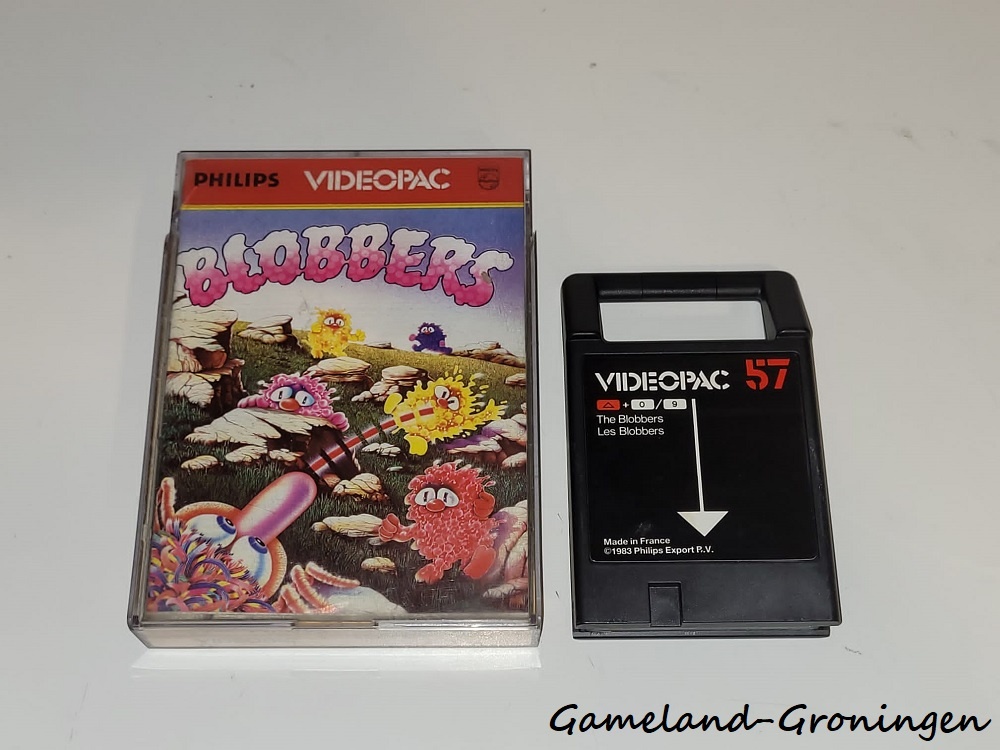 PHILIPS VIDEOPAC
BLOBBERS
VIDEOPAC 57
+ 0 / 9
The Blobbers
Les Blobbers
Made in France
©1983 Philips Export B.V.
Gameland-Groningen